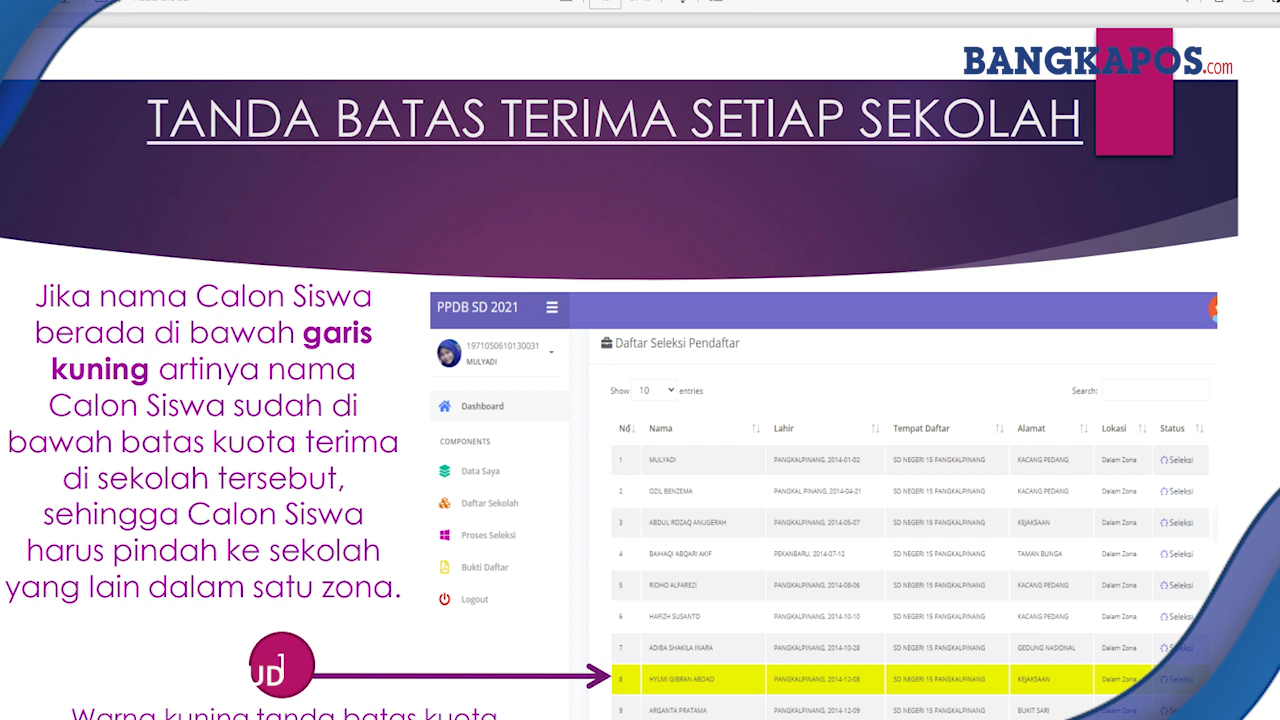 BANGKAPOS.com
TANDA BATAS TERIMA SETIAP SEKOLAH
Jika nama Calon Siswa
berada di bawah garis
kuning artinya nama
Calon Siswa sudah di
bawah batas kuota terima
di sekolah tersebut,
sehingga Calon Siswa
harus pindah ke sekolah
yang lain dalam satu zona.
Warna kuning tanda batas kuota
PPDB SD 2021
1971050610130031
MULYADI
Dashboard
COMPONENTS
Data Saya
Daftar Sekolah
Proses Seleksi
Bukti Daftar
Logout
Daftar Seleksi Pendaftar
Show 10 entries Search:
No Nama Lahir Tempat Daftar Alamat Lokasi Status
1 MULYADI PANGKALPINANG, 2014-01-02 SD NEGERI 15 PANGKALPINANG KACANG PEDANG Dalam Zona Seleksi
2 OZIL BENZEMA PANGKAL PINANG, 2014-04-21 SD NEGERI 15 PANGKALPINANG KACANG PEDANG Dalam Zona Seleksi
3 ABDUL ROZAQ ANUGERAH PANGKALPINANG, 2014-05-07 SD NEGERI 15 PANGKALPINANG KEJAKSAAN Dalam Zona Seleksi
4 BAIHAQI ABQARI AKIF PEKANBARU, 2014-07-12 SD NEGERI 15 PANGKALPINANG TAMAN BUNGA Dalam Zona Seleksi
5 RIDHO ALFAREZI PANGKALPINANG, 2014-08-06 SD NEGERI 15 PANGKALPINANG KACANG PEDANG Dalam Zona Seleksi
6 HAFIZH SUSANTO PANGKALPINANG, 2014-10-10 SD NEGERI 15 PANGKALPINANG KACANG PEDANG Dalam Zona Seleksi
7 ADIBA SHAKILA INARA PANGKALPINANG, 2014-10-28 SD NEGERI 15 PANGKALPINANG GEDUNG NASIONAL Dalam Zona Seleksi
8 HYLMI GIBRAN ABDAD PANGKALPINANG, 2014-12-08 SD NEGERI 15 PANGKALPINANG KEJAKSAAN Dalam Zona
9 ARGANTA PRATAMA PANGKALPINANG, 2014-12-09 SD NEGERI 15 PANGKALPINANG BUKIT SARI